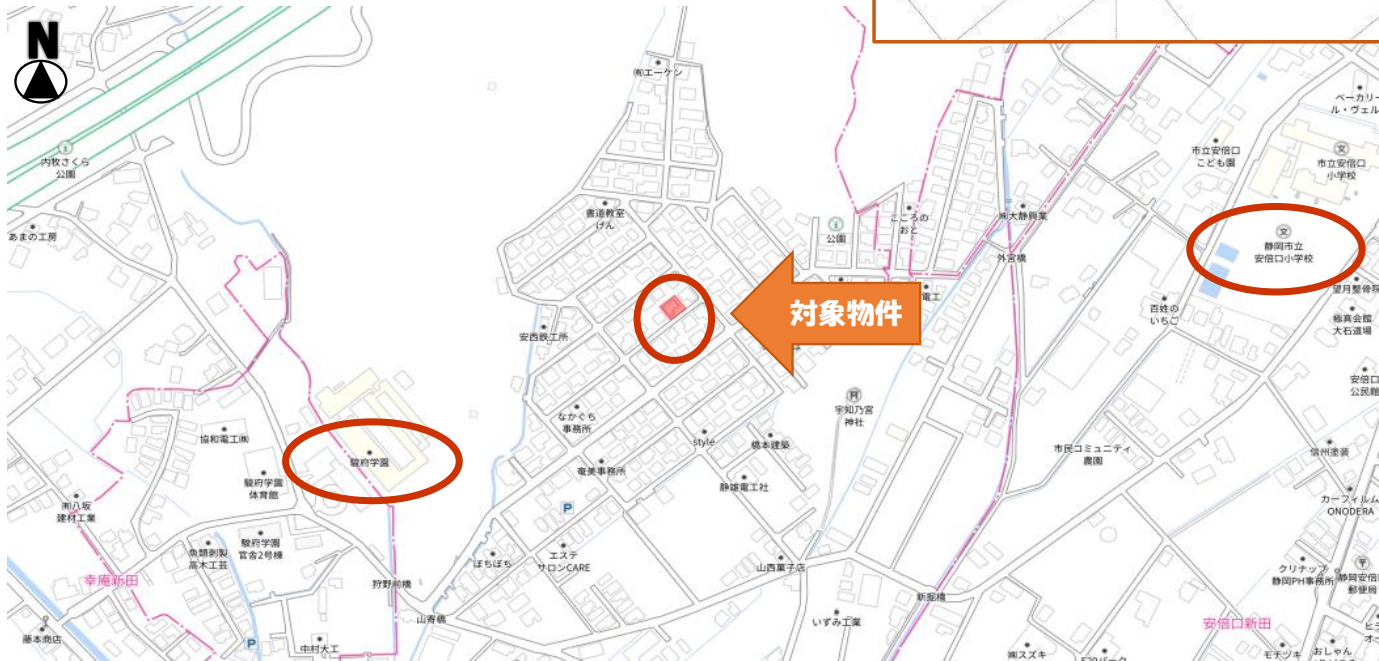 N
(有)エーケン
ベーカリー
ル・ヴェル
内牧さくら
公園
市立安倍口
こども園
市立安倍口
小学校
あまの工房
書道教室
げん
公園
こころの
おと
㈱大静興業
外宮橋
静岡市立
安倍口小学校
望月整骨院
対象物件
電工
百姓の
いちご
極真会館
大石道場
安西鉄工所
安倍口
公民館
宇知乃宮
神社
なかぐち
事務所
協和電工㈱
駿府学園
style
橋本建築
市民コミュニティ
農園
信州塗装
奄美事務所
静雄電工社
駿府学園
体育館
㈲八坂
建材工業
カーフィルム
ONODERA
P
魚類剥製
高木工芸
駿府学園
官舎2号棟
ぽちぽち
エステ
サロンCARE
山西菓子店
クリナップ
静岡PH事務所
静岡安倍口
郵便局
幸庵新田
狩野前橋
新堀橋
山寿橋
いずみ工業
安倍口新田
藤本商店
P
中村大工
㈱スズキ
モチヅキ
おしゃん